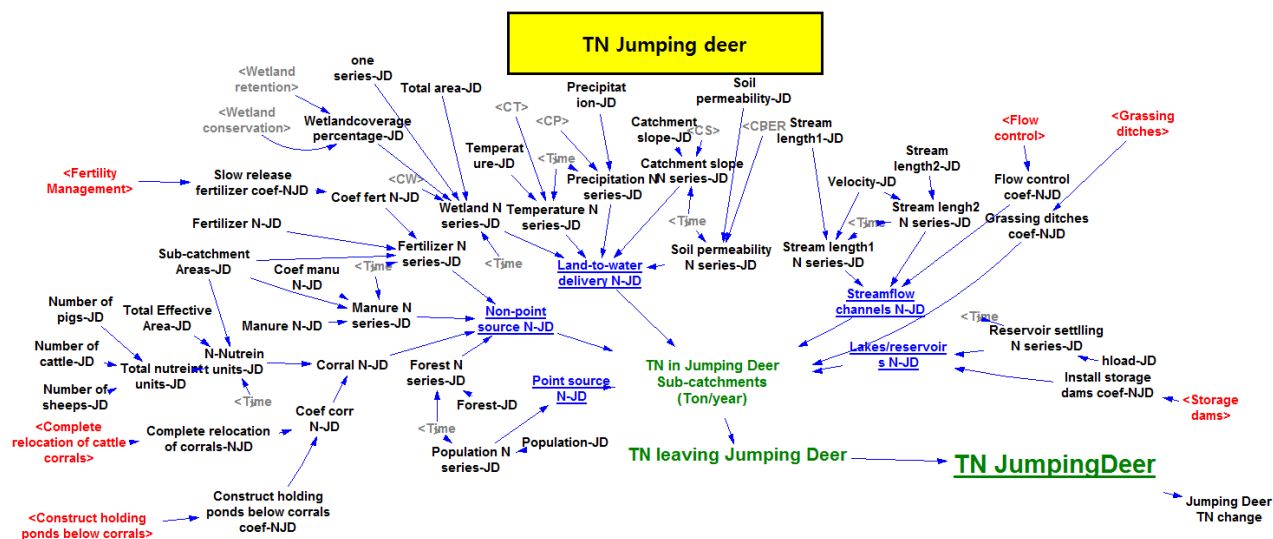 TN Jumping deer
<Wetland
retention>
one
series-JD
Total area-JD
<Wetland
conservation>
Wetlandcoverage
percentage-JD
<CT>
<CP>
Precipitat
ion-JD
Soil
permeability-JD
Catchment
slope-JD
<CS>
<CPER
Stream
length1-JD
<Flow
control>
<Grassing
ditches>
Temperat
ure-JD
<Time
Catchment slope
N series-JD
Stream
length2-JD
<Fertility
Management>
Slow release
fertilizer coef-NJD
Coef fert N-JD
<CW>
Precipitation N
series-JD
Velocity-JD
Flow control
coef-NJD
Wetland N
series-JD
Temperature N
series-JD
<Time
Stream lengh2
N series-JD
<Time
Grassing ditches
coef-NJD
Fertilizer N-JD
Fertilizer N
series-JD
Soil permeability
N series-JD
Stream length1
N series-JD
Sub-catchment
Areas-JD
Coef manu
N-JD
<Time
<Time
Land-to-water
delivery N-JD
Streamflow
channels N-JD
Number of
pigs-JD
Total Effective
Area-JD
Manure N-JD
Manure N
series-JD
Non-point
source N-JD
<Time
Reservoir settlling
N series-JD
Number of
cattle-JD
Total nutreint
units-JD
N-Nutrein
t units-JD
Corral N-JD
Forest N
series-JD
TN in Jumping Deer
Sub-catchments
(Ton/year)
Lakes/reservoir
s N-JD
hload-JD
Number of
sheeps-JD
<Time
Forest-JD
Point source
N-JD
Install storage
dams coef-NJD
<Storage
dams>
<Complete
relocation of cattle
corrals>
Complete relocation
of corrals-NJD
Coef corr
N-JD
<Time
Population N
series-JD
Population-JD
TN leaving Jumping Deer
TN JumpingDeer
<Construct holding
ponds below corrals>
Construct holding
ponds below corrals
coef-NJD
Jumping Deer
TN change